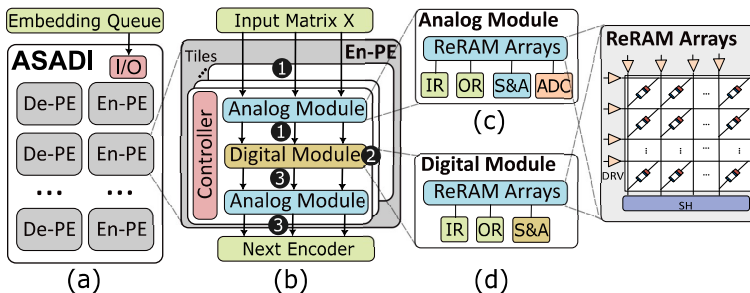 Embedding Queue
ASADI
I/O
De-PE
En-PE
De-PE
En-PE
...
...
De-PE
En-PE
(a)
Input Matrix X
En-PE
Tiles
...
1
Controller
Analog Module
1
Digital Module
2
3
Analog Module
3
Next Encoder
(b)
Analog Module
ReRAM Arrays
IR
OR
S&A
ADC
(c)
Digital Module
ReRAM Arrays
IR
OR
S&A
(d)
ReRAM Arrays
...
...
...
...
DRV
SH